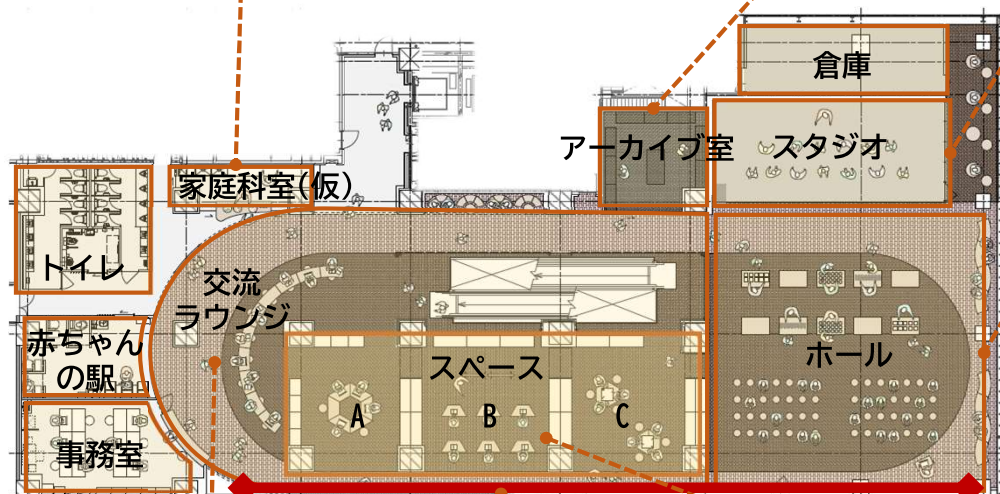 倉庫
アーカイブ室
スタジオ
家庭科室(仮)
トイレ
交流
ラウンジ
赤ちゃん
の駅
スペース
ホール
A
B
C
事務室